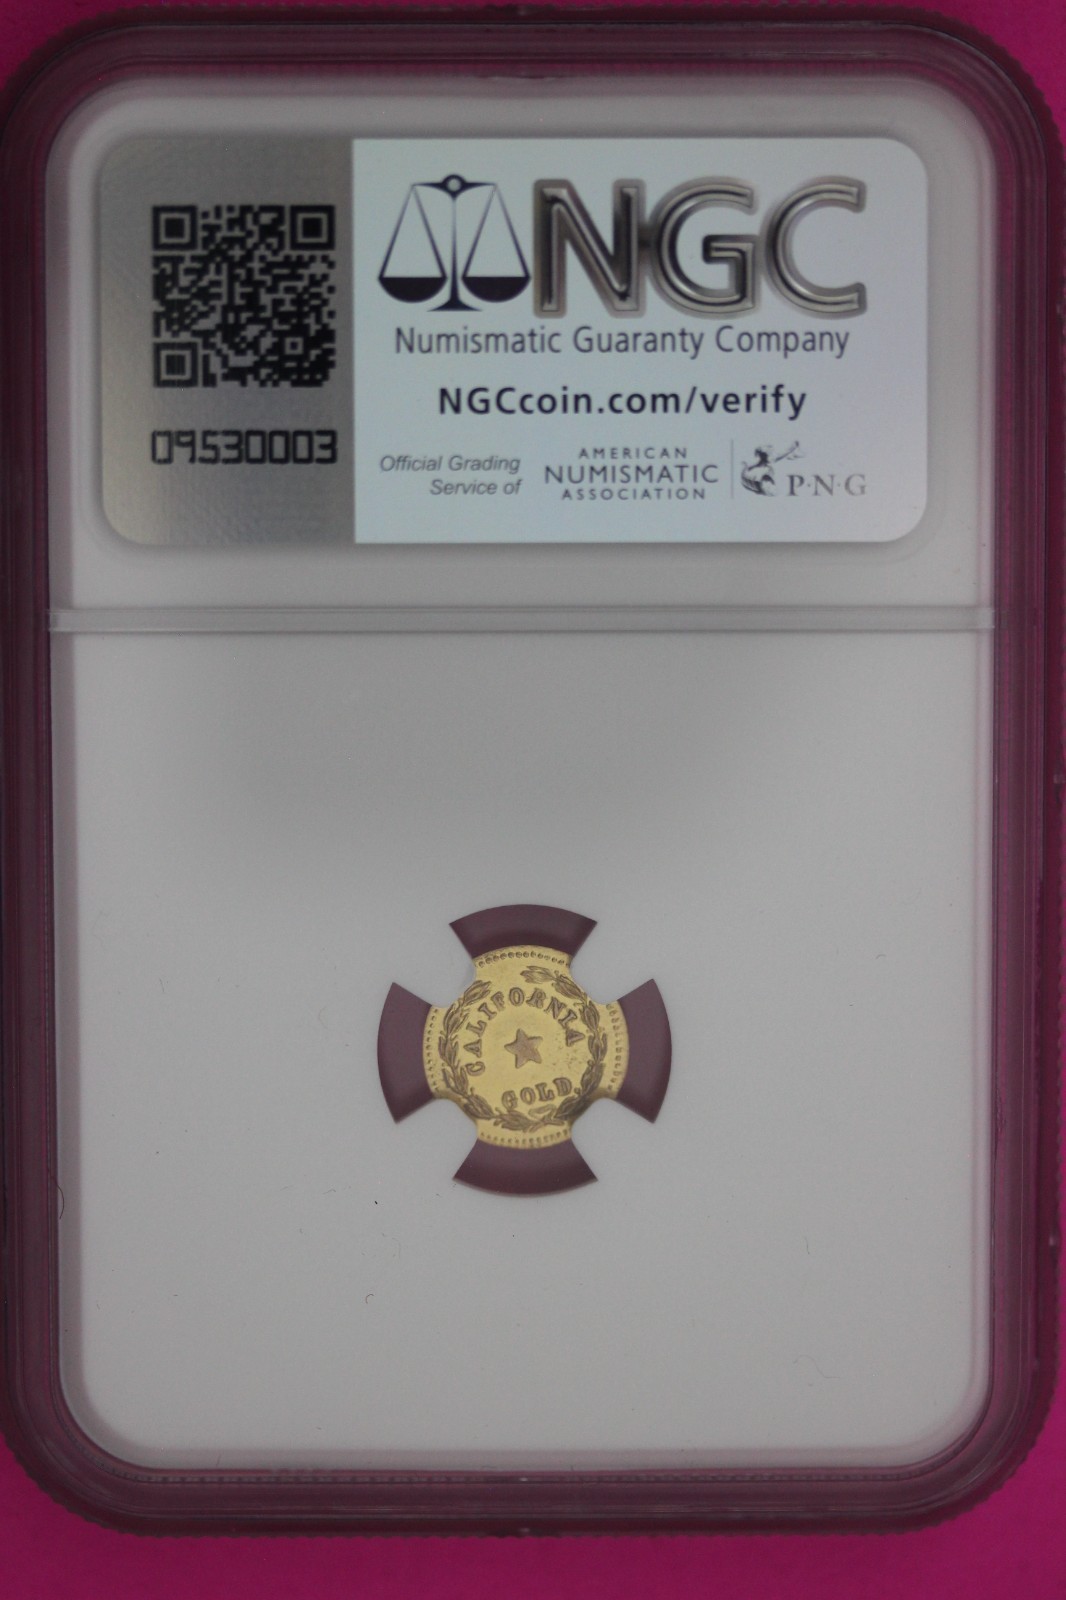 NGC
Numismatic Guaranty Company
NGCcoin.com/verify
09530003
Official Grading
Service of
AMERICAN
NUMISMATIC
ASSOCIATION
P·N·G
CALIFORNIA
GOLD.